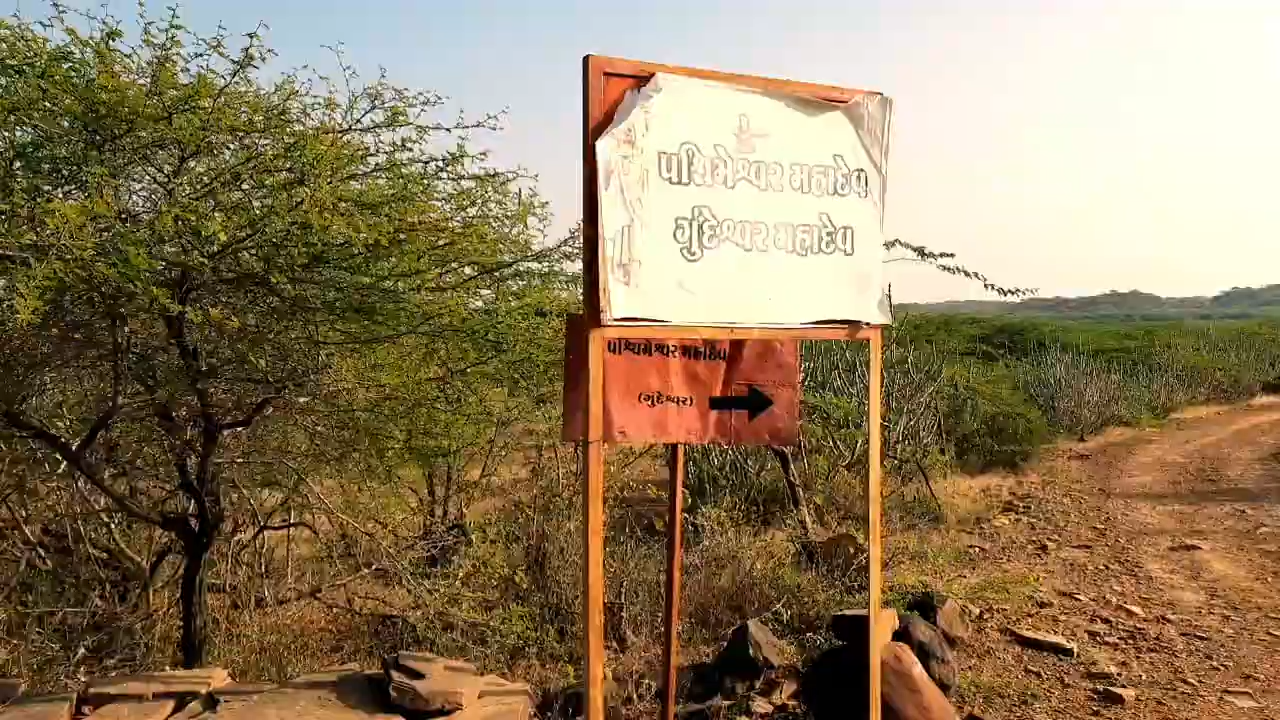 પશ્ચિમેશ્વર મહાદેવ
ગુંદેશ્વર મહાદેવ
પશ્ચિમેશ્વર મહાદેવ
(ગુંદેશ્વર)